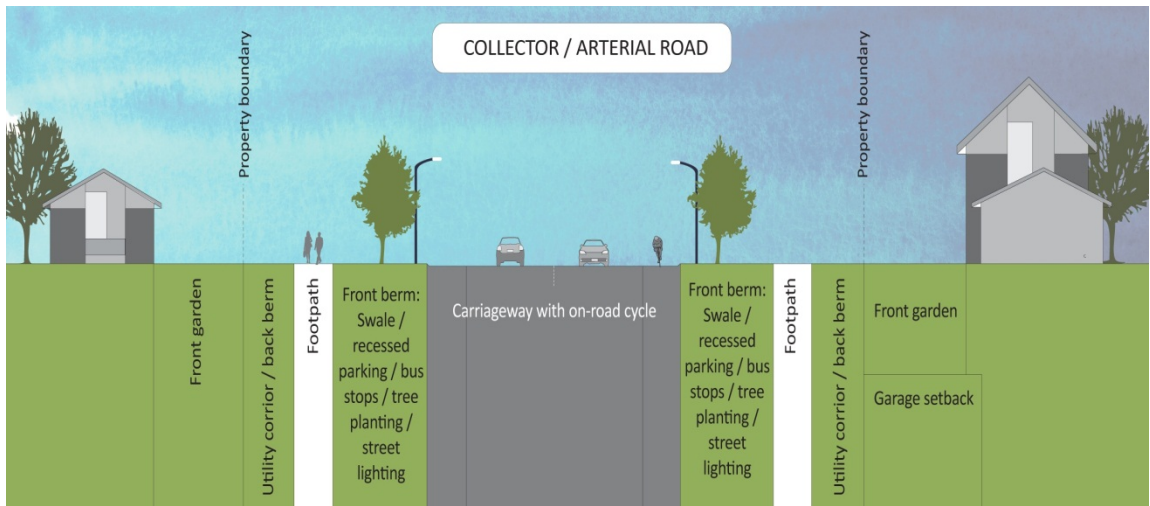 COLLECTOR / ARTERIAL ROAD
Property boundary
Property boundary
Front garden
Utility corrior / back berm
Footpath
Front berm:
Swale /
recessed
parking / bus
stops / tree
planting /
street
lighting
Carriageway with on-road cycle
Front berm:
Swale /
recessed
parking / bus
stops / tree
planting /
street
lighting
Footpath
Utility corrior / back berm
Front garden
Garage setback